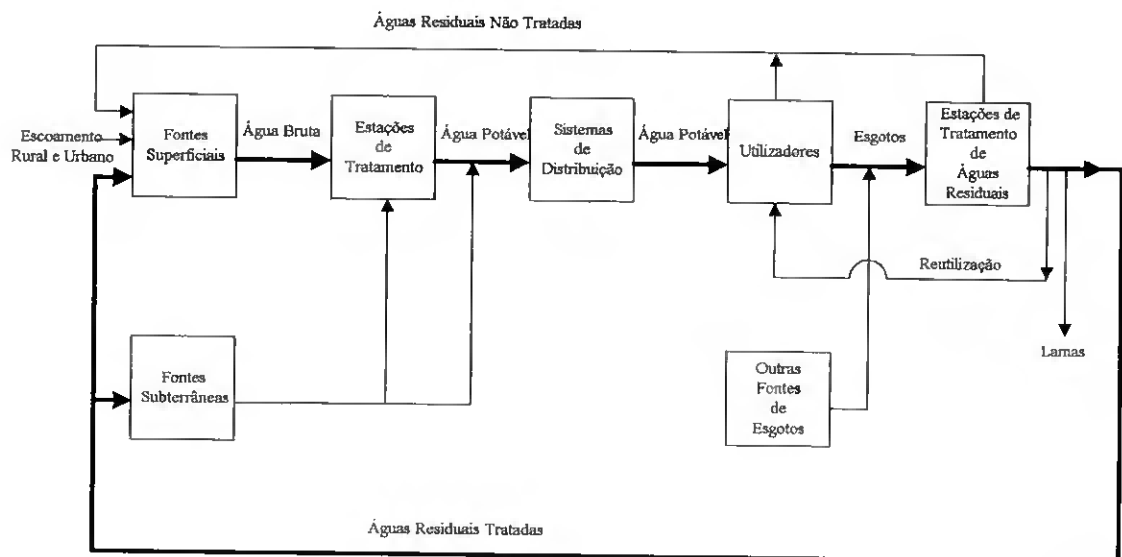 Águas Residuais Não Tratadas
Escoamento
Rural e Urbano
Fontes
Superficiais
Água Bruta
Estações
de
Tratamento
Água Potável
Sistemas
de
Distribuição
Água Potável
Utilizadores
Esgotos
Estações de
Tratamento
de
Águas
Residuais
Reutilização
Lamas
Fontes
Subterrâneas
Outras
Fontes
de
Esgotos
Águas Residuais Tratadas